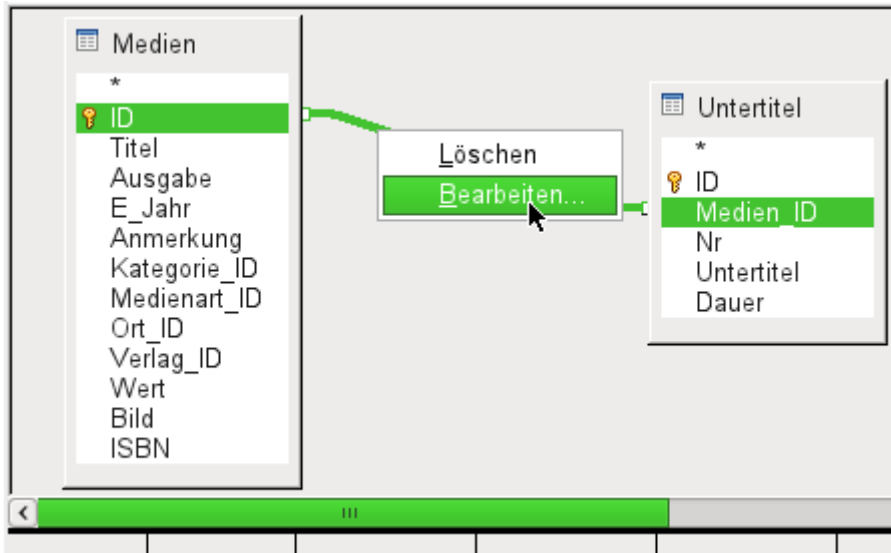 Medien
*
ID
Titel
Ausgabe
E_Jahr
Anmerkung
Kategorie_ID
Medienart_ID
Ort_ID
Verlag_ID
Wert
Bild
ISBN
Löschen
Bearbeiten...
Untertitel
*
ID
Medien_ID
Nr
Untertitel
Dauer